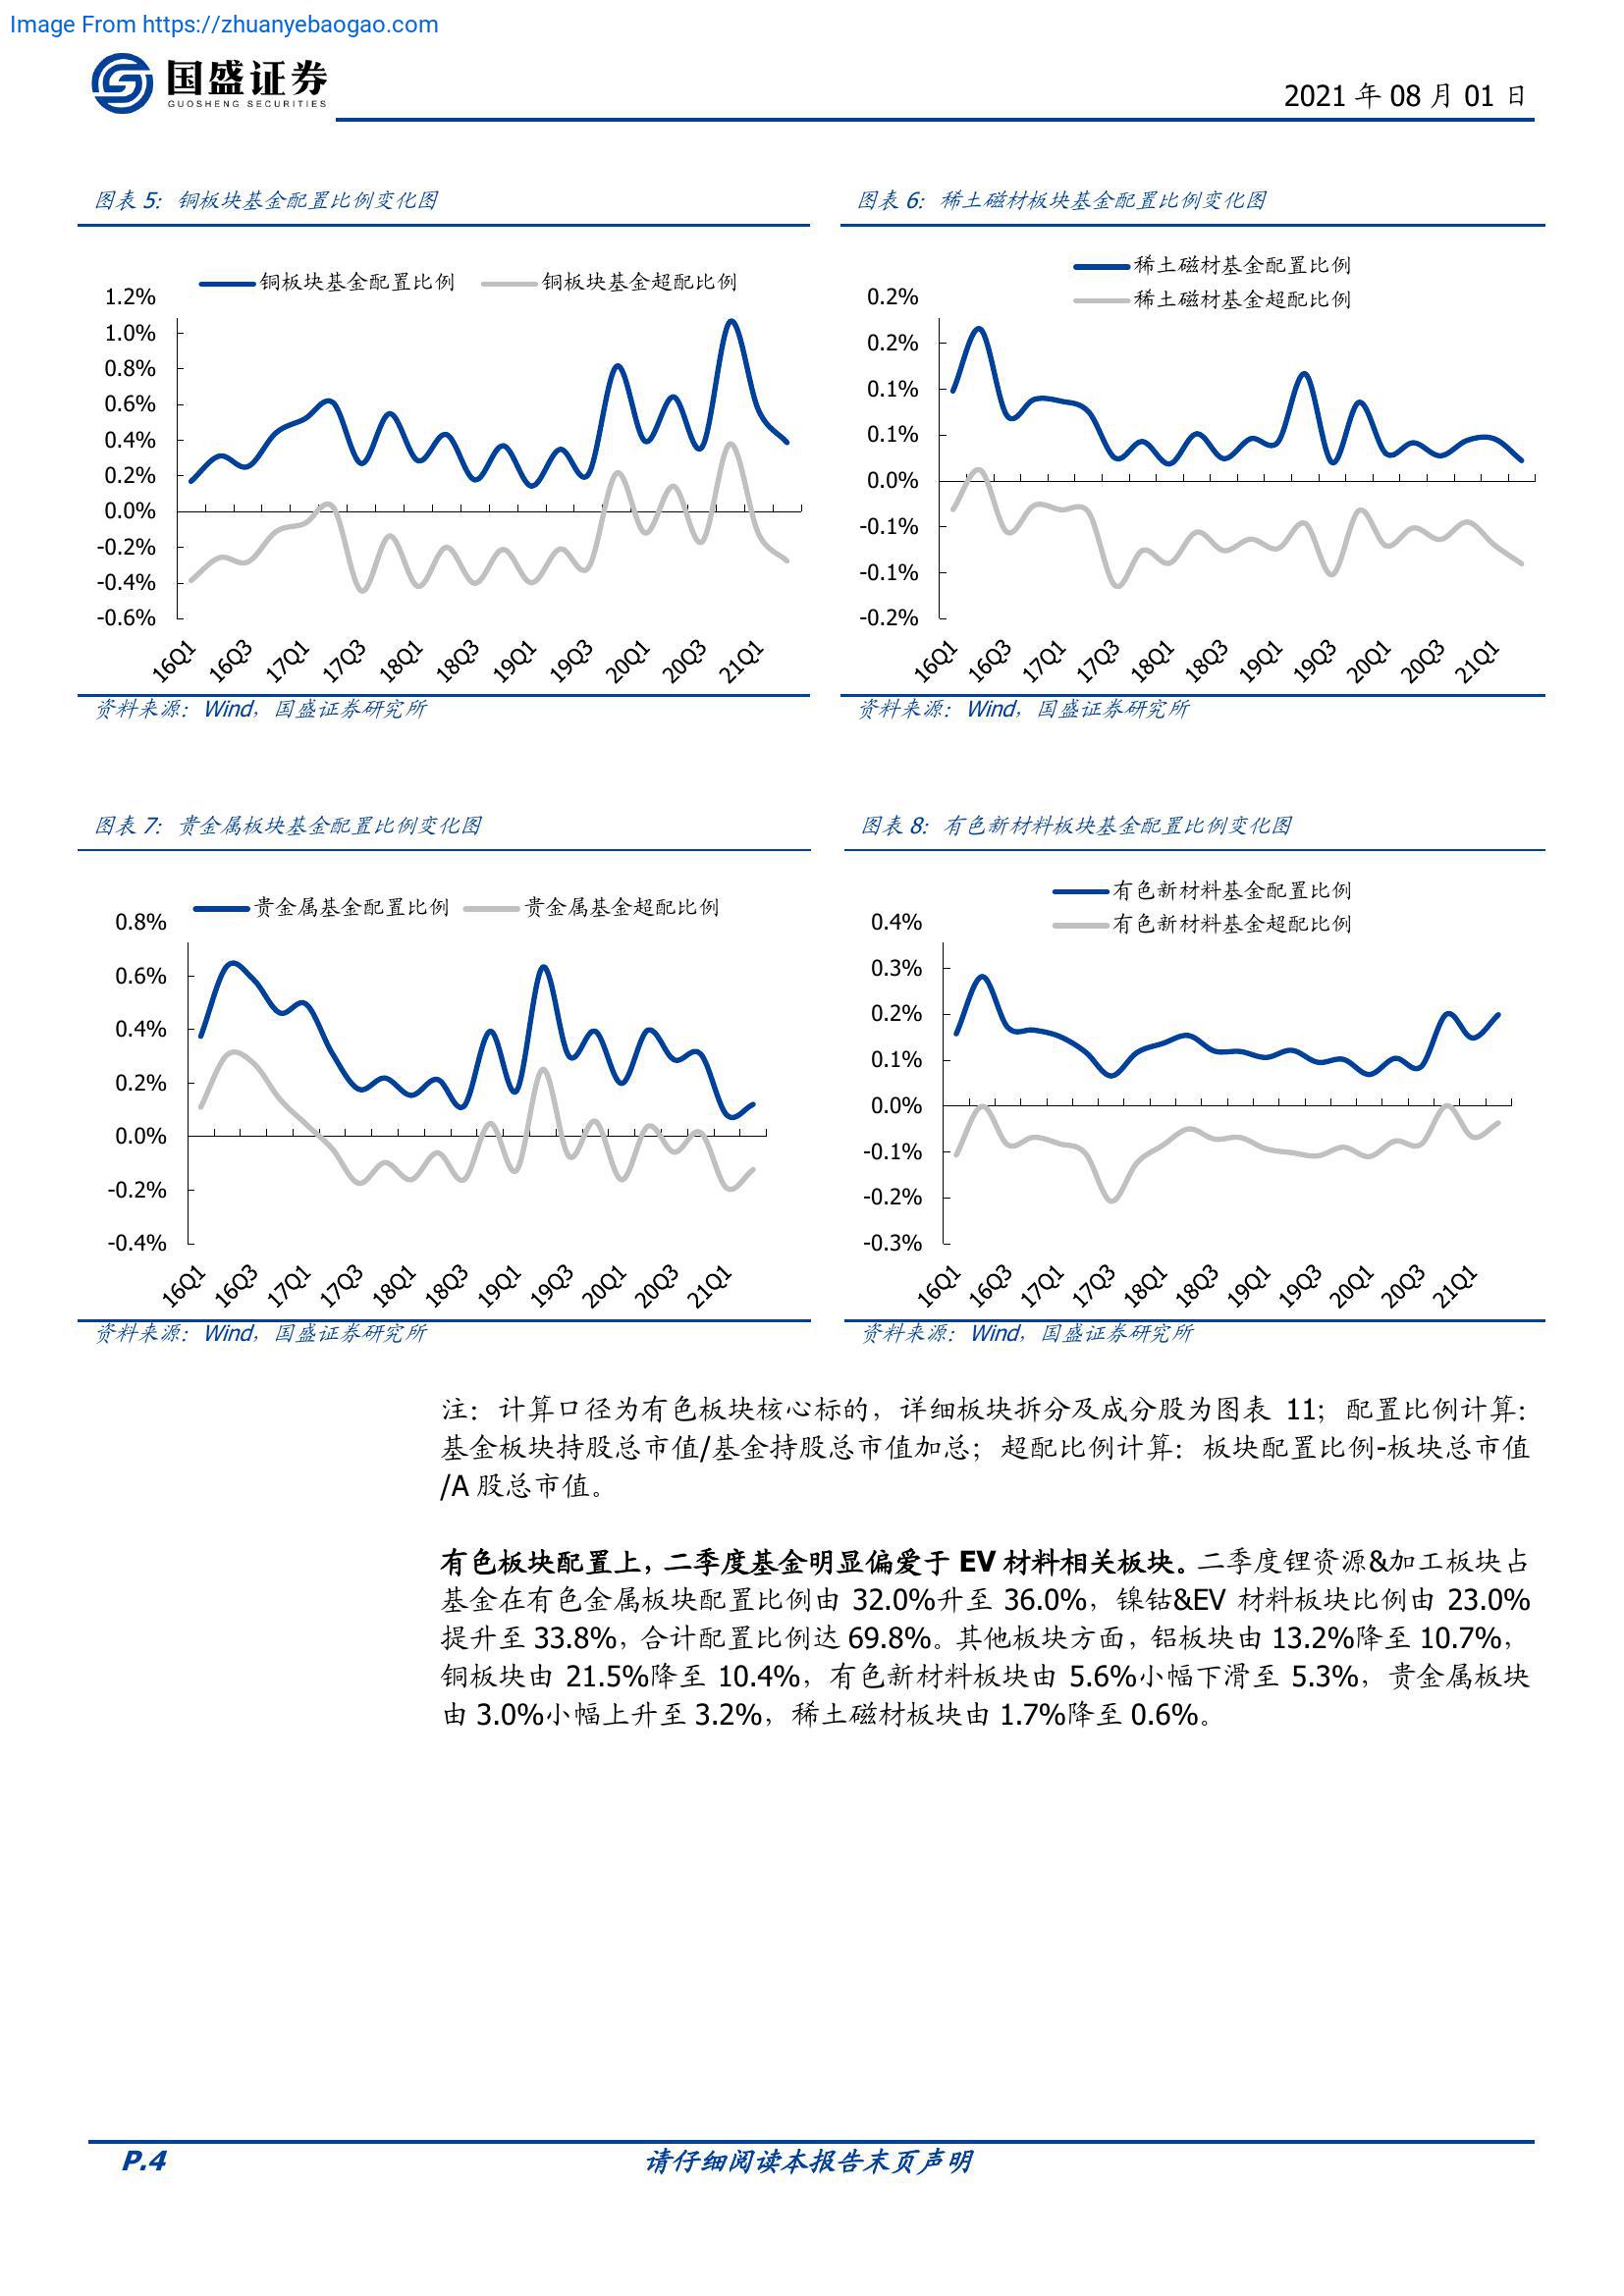 Image From https://zhuanyebaogao.com
国盛证券
GUOSHENG SECURITIES
2021 年 08 月 01 日
图表 5：铜板块基金配置比例变化图
铜板块基金配置比例
铜板块基金超配比例
1.2%
1.0%
0.8%
0.6%
0.4%
0.2%
0.0%
-0.2%
-0.4%
-0.6%
16Q1 16Q3 17Q1 17Q3 18Q1 18Q3 19Q1 19Q3 20Q1 20Q3 21Q1
资料来源：Wind，国盛证券研究所
图表 6：稀土磁材板块基金配置比例变化图
稀土磁材基金配置比例
稀土磁材基金超配比例
0.2%
0.2%
0.1%
0.1%
0.0%
-0.1%
-0.1%
-0.2%
16Q1 16Q3 17Q1 17Q3 18Q1 18Q3 19Q1 19Q3 20Q1 20Q3 21Q1
资料来源：Wind，国盛证券研究所
图表 7：贵金属板块基金配置比例变化图
贵金属基金配置比例
贵金属基金超配比例
0.8%
0.6%
0.4%
0.2%
0.0%
-0.2%
-0.4%
16Q1 16Q3 17Q1 17Q3 18Q1 18Q3 19Q1 19Q3 20Q1 20Q3 21Q1
资料来源：Wind，国盛证券研究所
图表 8：有色新材料板块基金配置比例变化图
有色新材料基金配置比例
有色新材料基金超配比例
0.4%
0.3%
0.2%
0.1%
0.0%
-0.1%
-0.2%
-0.3%
16Q1 16Q3 17Q1 17Q3 18Q1 18Q3 19Q1 19Q3 20Q1 20Q3 21Q1
资料来源：Wind，国盛证券研究所
注：计算口径为有色板块核心标的，详细板块拆分及成分股为图表 11；配置比例计算：
基金板块持股总市值/基金持股总市值加总；超配比例计算：板块配置比例-板块总市值
/A 股总市值。
有色板块配置上，二季度基金明显偏爱于 EV 材料相关板块。二季度锂资源&加工板块占
基金在有色金属板块配置比例由 32.0%升至 36.0%，镍钴&EV 材料板块比例由 23.0%
提升至 33.8%，合计配置比例达 69.8%。其他板块方面，铝板块由 13.2%降至 10.7%，
铜板块由 21.5%降至 10.4%，有色新材料板块由 5.6%小幅下滑至 5.3%，贵金属板块
由 3.0%小幅上升至 3.2%，稀土磁材板块由 1.7%降至 0.6%。
P.4
请仔细阅读本报告末页声明